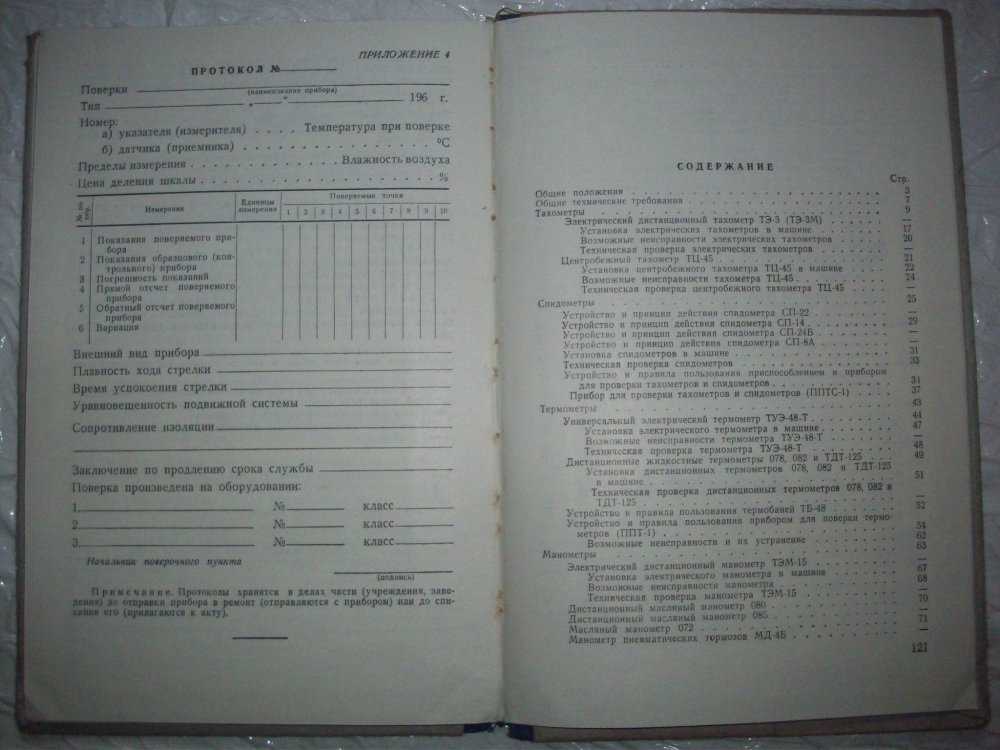 ПРИЛОЖЕНИЕ 4
ПРОТОКОЛ №
Поверки
(наименование прибора)
Тип „ “ 196 г.
Номер:
а) указателя (измерителя) . . . . Температура при поверке
б) датчика (приемника) . . . . . . . . . . . . . . . . °С
Пределы измерения . . . . . . . . . . . . Влажность воздуха
Цена деления шкалы . . . . . . . . . . . . . . . . . . . %
№ по пор. Измерения Единицы измерения Поверяемые точки
1 2 3 4 5 6 7 8 9 10
1 Показания поверяемого при-
бора
2 Показания образцового (кон-
трольного) прибора
3 Погрешность показаний
4 Прямой отсчет поверяемого
прибора
5 Обратный отсчет поверяемого
прибора
6 Вариация
Внешний вид прибора
Плавность хода стрелки
Время успокоения стрелки
Уравновешенность подвижной системы
Сопротивление изоляции
Заключение по продлению срока службы
Поверка произведена на оборудовании:
1. № класс
2. № класс
3. № класс
Начальник поверочного пункта
(подпись)
Примечание. Протоколы хранятся в делах части (учреждения, заве-
дения) до отправки прибора в ремонт (отправляются с прибором) или до спи-
сания его (прилагаются к акту).
СОДЕРЖАНИЕ
Стр.
Общие положения . . . 3
Общие технические требования . . . 7
Тахометры . . . 9
Электрический дистанционный тахометр ТЭ-3 (ТЭ-3М) . . . —
Установка электрических тахометров в машине . . . 17
Возможные неисправности электрических тахометров . . . 20
Техническая проверка электрических тахометров . . . —
Центробежный тахометр ТЦ-45 . . . 21
Установка центробежного тахометра ТЦ-45 в машине . . . 22
Возможные неисправности тахометра ТЦ-45 . . . 24
Техническая проверка центробежного тахометра ТЦ-45 . . . —
Спидометры . . . 25
Устройство и принцип действия спидометра СП-22 . . . —
Устройство и принцип действия спидометра СП-14 . . . 29
Устройство и принцип действия спидометра СП-24Б . . . —
Устройство и принцип действия спидометра СП-8А . . . —
Установка спидометров в машине . . . 31
Техническая проверка спидометров . . . 33
Устройство и правила пользования приспособлением и прибором
для проверки тахометров и спидометров . . . 31
Прибор для проверки тахометров и спидометров (ППТС-1) . . . 37
Термометры . . . 43
Универсальный электрический термометр ТУЭ-48-Т . . . 44
Установка электрического термометра в машине . . . 47
Возможные неисправности термометра ТУЭ-48-Т . . . —
Техническая проверка термометра ТУЭ-48-Т . . . 48
Дистанционные жидкостные термометры 078, 082 и ТДТ-125 . . . 49
Установка дистанционных термометров 078, 082 и ТДТ-125
в машине . . . 51
Техническая проверка дистанционных термометров 078, 082 и
ТДТ-125 . . . —
Устройство и правила пользования термобаней ТБ-48 . . . 52
Устройство и правила пользования прибором для поверки термо-
метров (ППТ-1) . . . 54
Возможные неисправности и их устранение . . . 62
Манометры . . . 63
Электрический дистанционный манометр ТЭМ-15 . . . —
Установка электрического манометра в машине . . . 67
Возможные неисправности манометра . . . 68
Техническая проверка манометра ТЭМ-15 . . . —
Дистанционный масляный манометр 080 . . . 70
Дистанционный масляный манометр 085 . . . —
Масляный манометр 072 . . . 71
Манометр пневматических тормозов МД-4Б . . . —
121